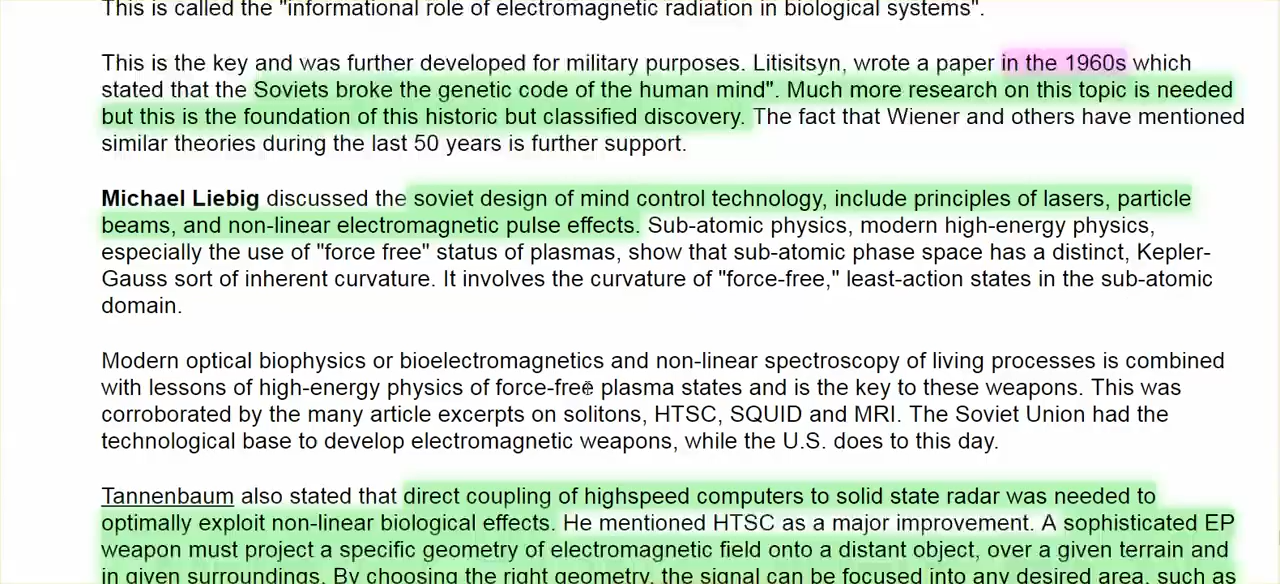 This is called the "informational role of electromagnetic radiation in biological systems".
This is the key and was further developed for military purposes. Litisitsyn, wrote a paper in the 1960s which
stated that the Soviets broke the genetic code of the human mind". Much more research on this topic is needed
but this is the foundation of this historic but classified discovery. The fact that Wiener and others have mentioned
similar theories during the last 50 years is further support.
Michael Liebig discussed the soviet design of mind control technology, include principles of lasers, particle
beams, and non-linear electromagnetic pulse effects. Sub-atomic physics, modern high-energy physics,
especially the use of "force free" status of plasmas, show that sub-atomic phase space has a distinct, Kepler-
Gauss sort of inherent curvature. It involves the curvature of "force-free," least-action states in the sub-atomic
domain.
Modern optical biophysics or bioelectromagnetics and non-linear spectroscopy of living processes is combined
with lessons of high-energy physics of force-free plasma states and is the key to these weapons. This was
corroborated by the many article excerpts on solitons, HTSC, SQUID and MRI. The Soviet Union had the
technological base to develop electromagnetic weapons, while the U.S. does to this day.
Tannenbaum also stated that direct coupling of highspeed computers to solid state radar was needed to
optimally exploit non-linear biological effects. He mentioned HTSC as a major improvement. A sophisticated EP
weapon must project a specific geometry of electromagnetic field onto a distant object, over a given terrain and
in given surroundings. By choosing the right geometry, the signal can be focused into any desired area, such as